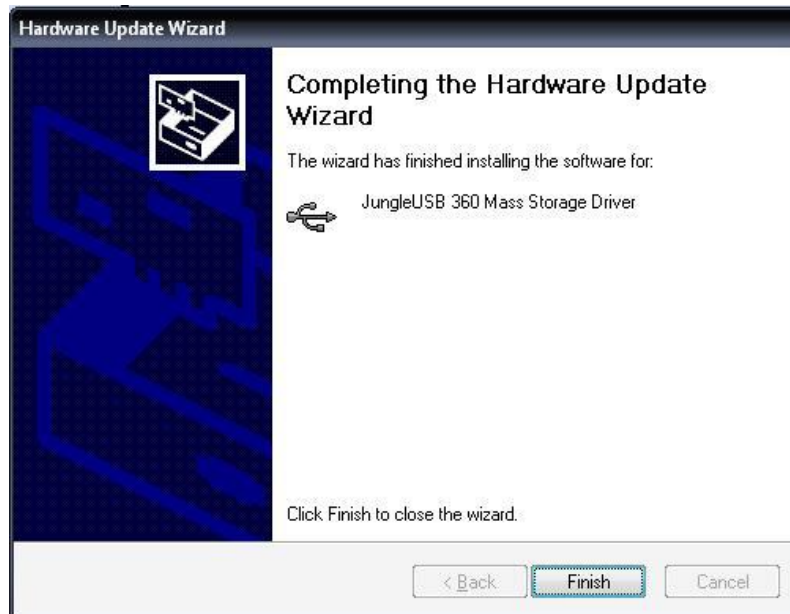 Hardware Update Wizard
Completing the Hardware Update
Wizard
The wizard has finished installing the software for:
JungleUSB 360 Mass Storage Driver
Click Finish to close the wizard.
< Back
Finish
Cancel